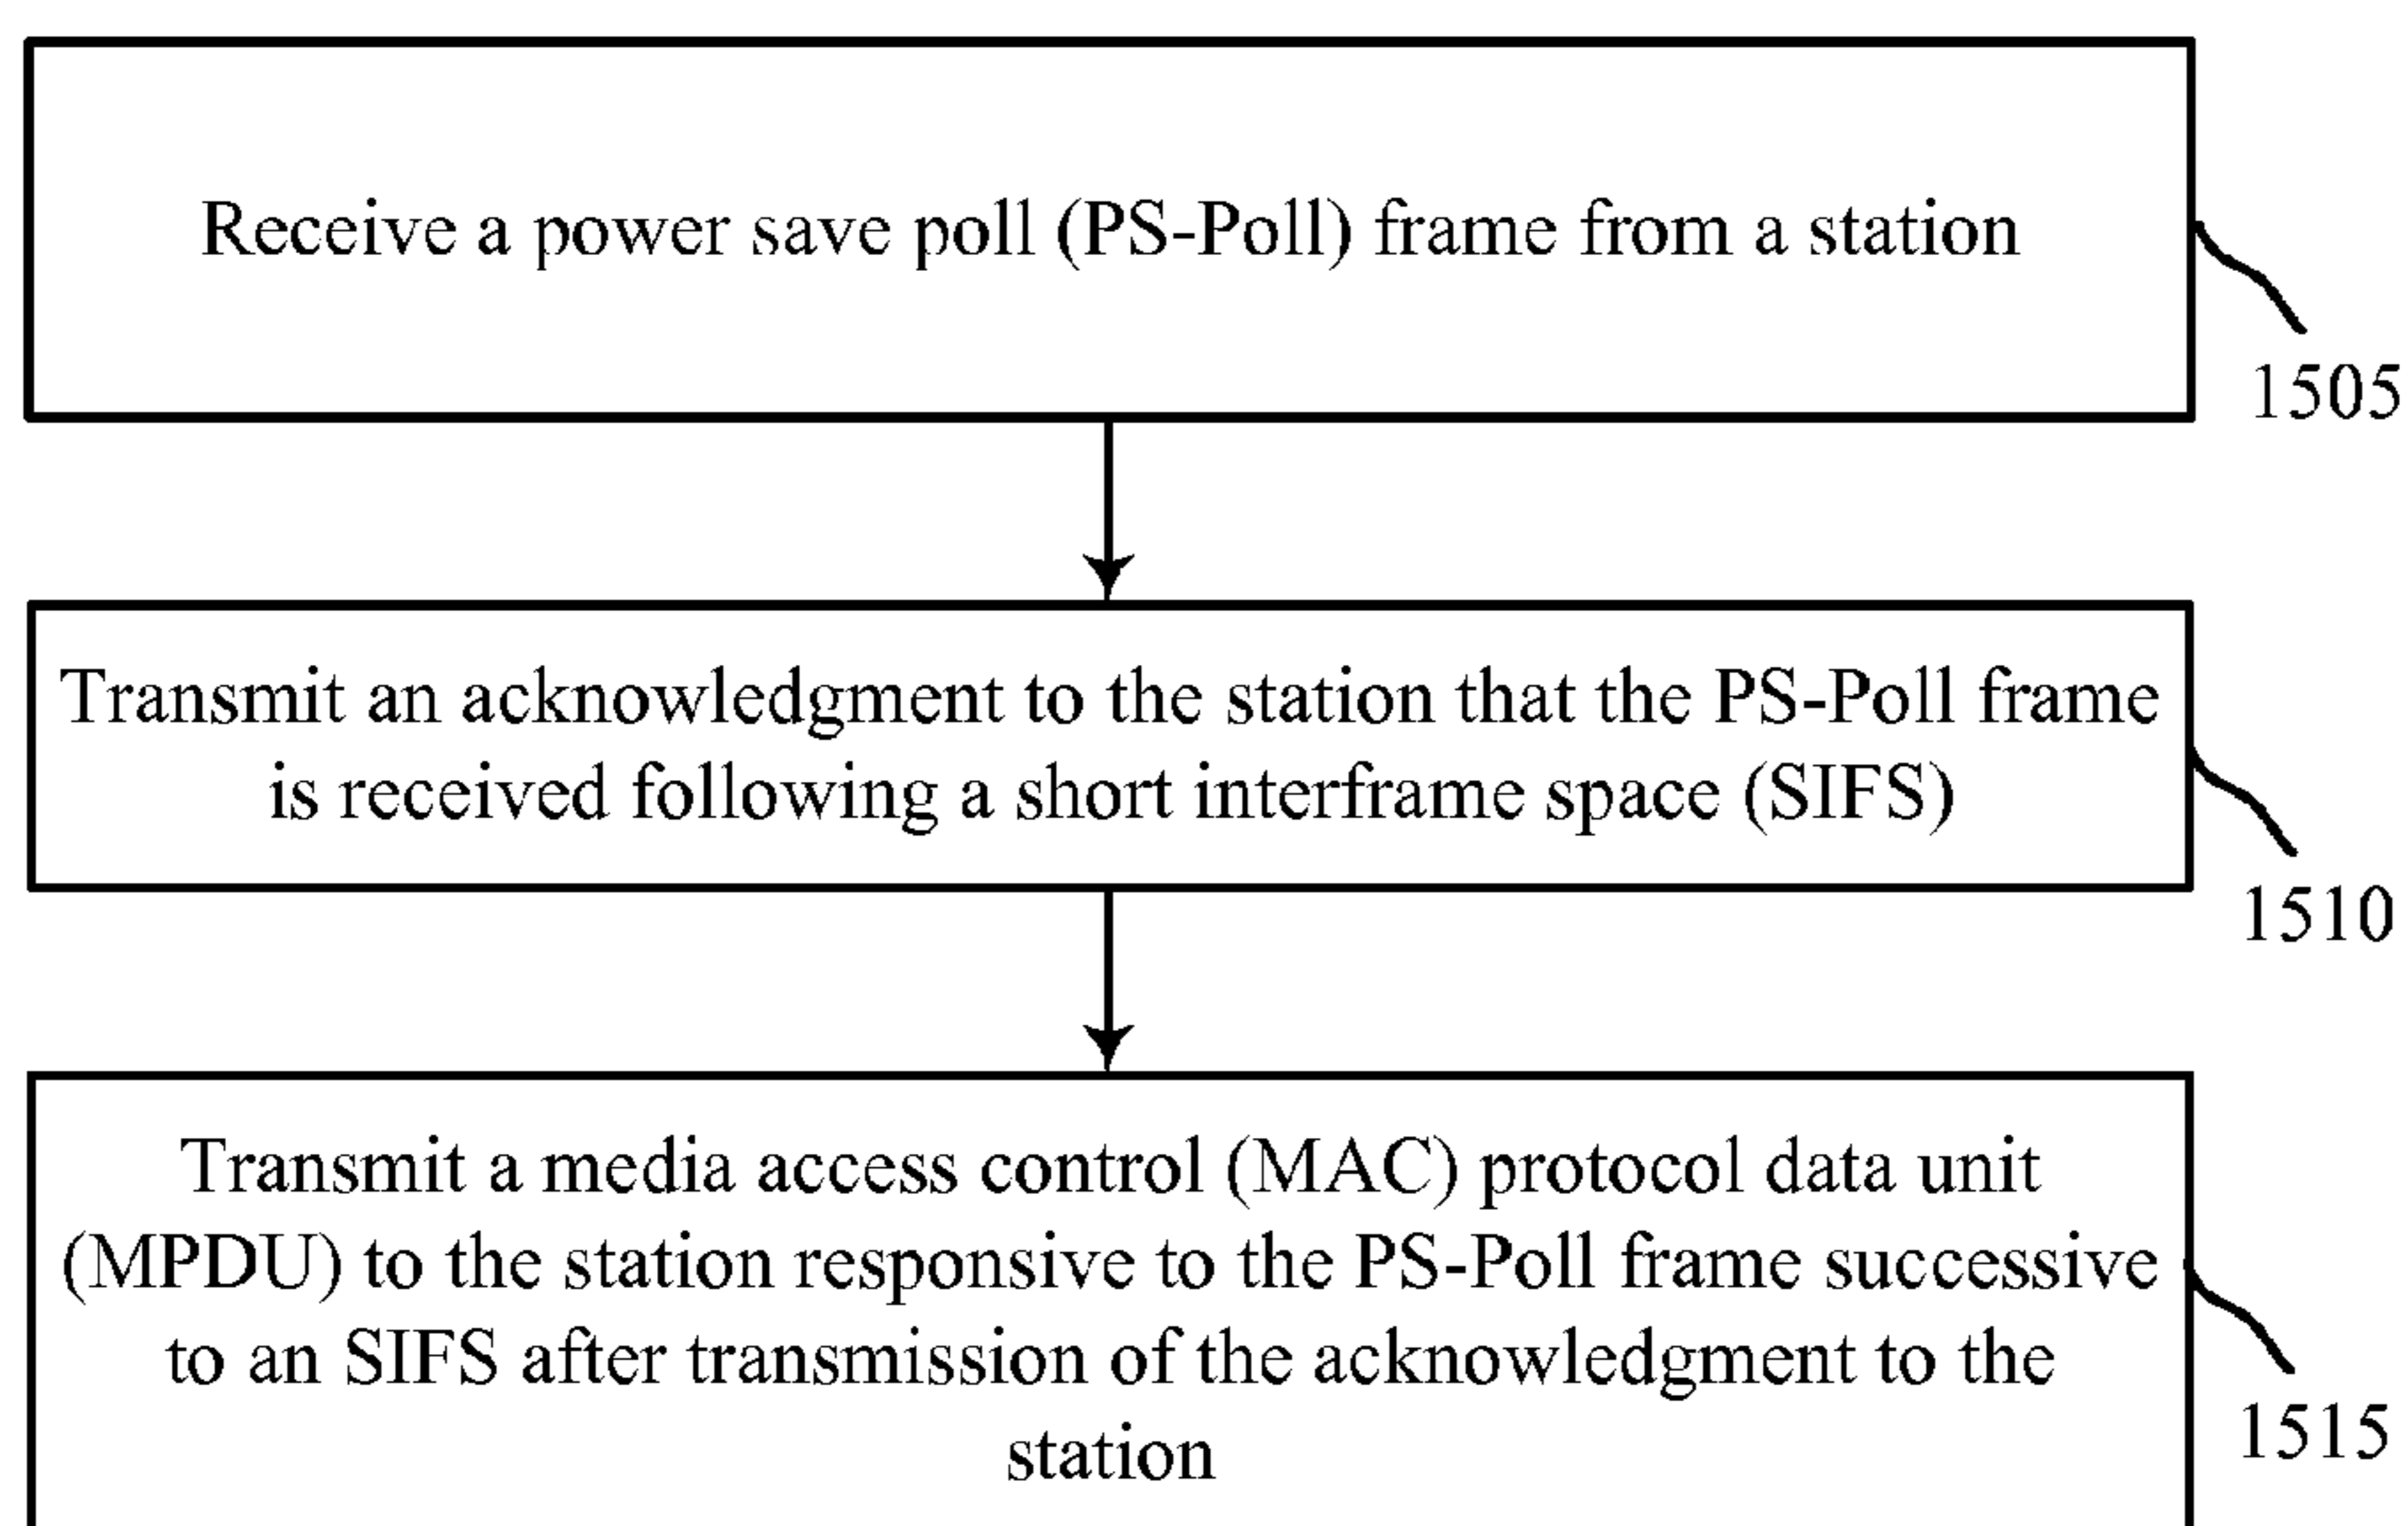 Receive a power save poll (PS-Poll) frame from a station
1505
Transmit an acknowledgment to the station that the PS-Poll frame
is received following a short interframe space (SIFS)
1510
Transmit a media access control (MAC) protocol data unit
(MPDU) to the station responsive to the PS-Poll frame successive
to an SIFS after transmission of the acknowledgment to the
station
1515